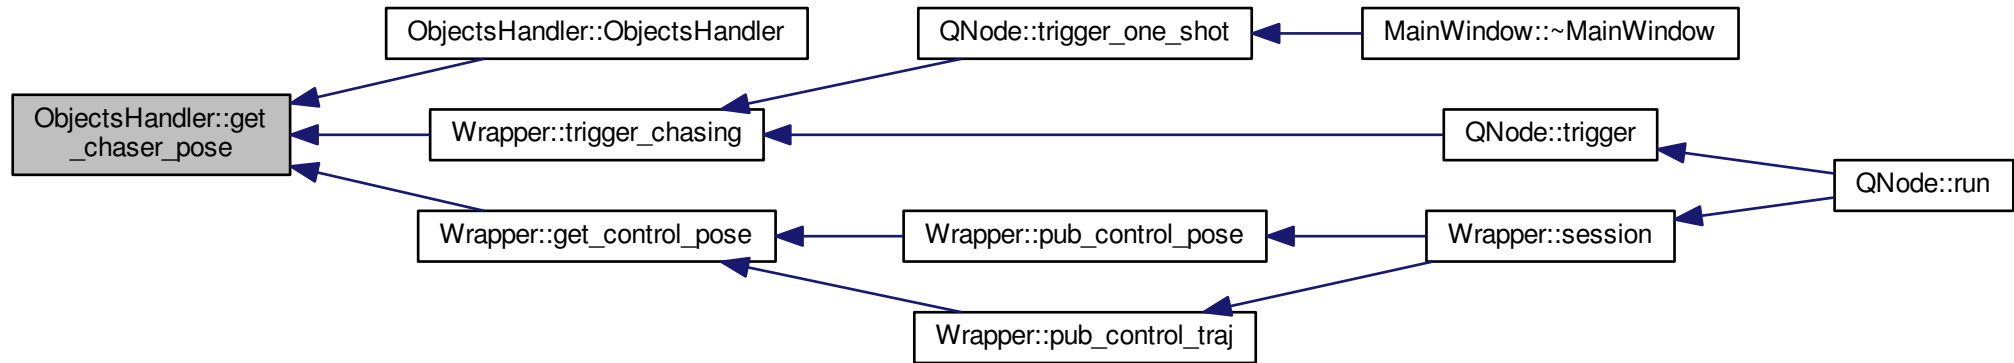 ObjectsHandler::get
_chaser_pose
ObjectsHandler::ObjectsHandler
Wrapper::trigger_chasing
Wrapper::get_control_pose
QNode::trigger_one_shot
MainWindow::~MainWindow
QNode::trigger
QNode::run
Wrapper::pub_control_pose
Wrapper::session
Wrapper::pub_control_traj